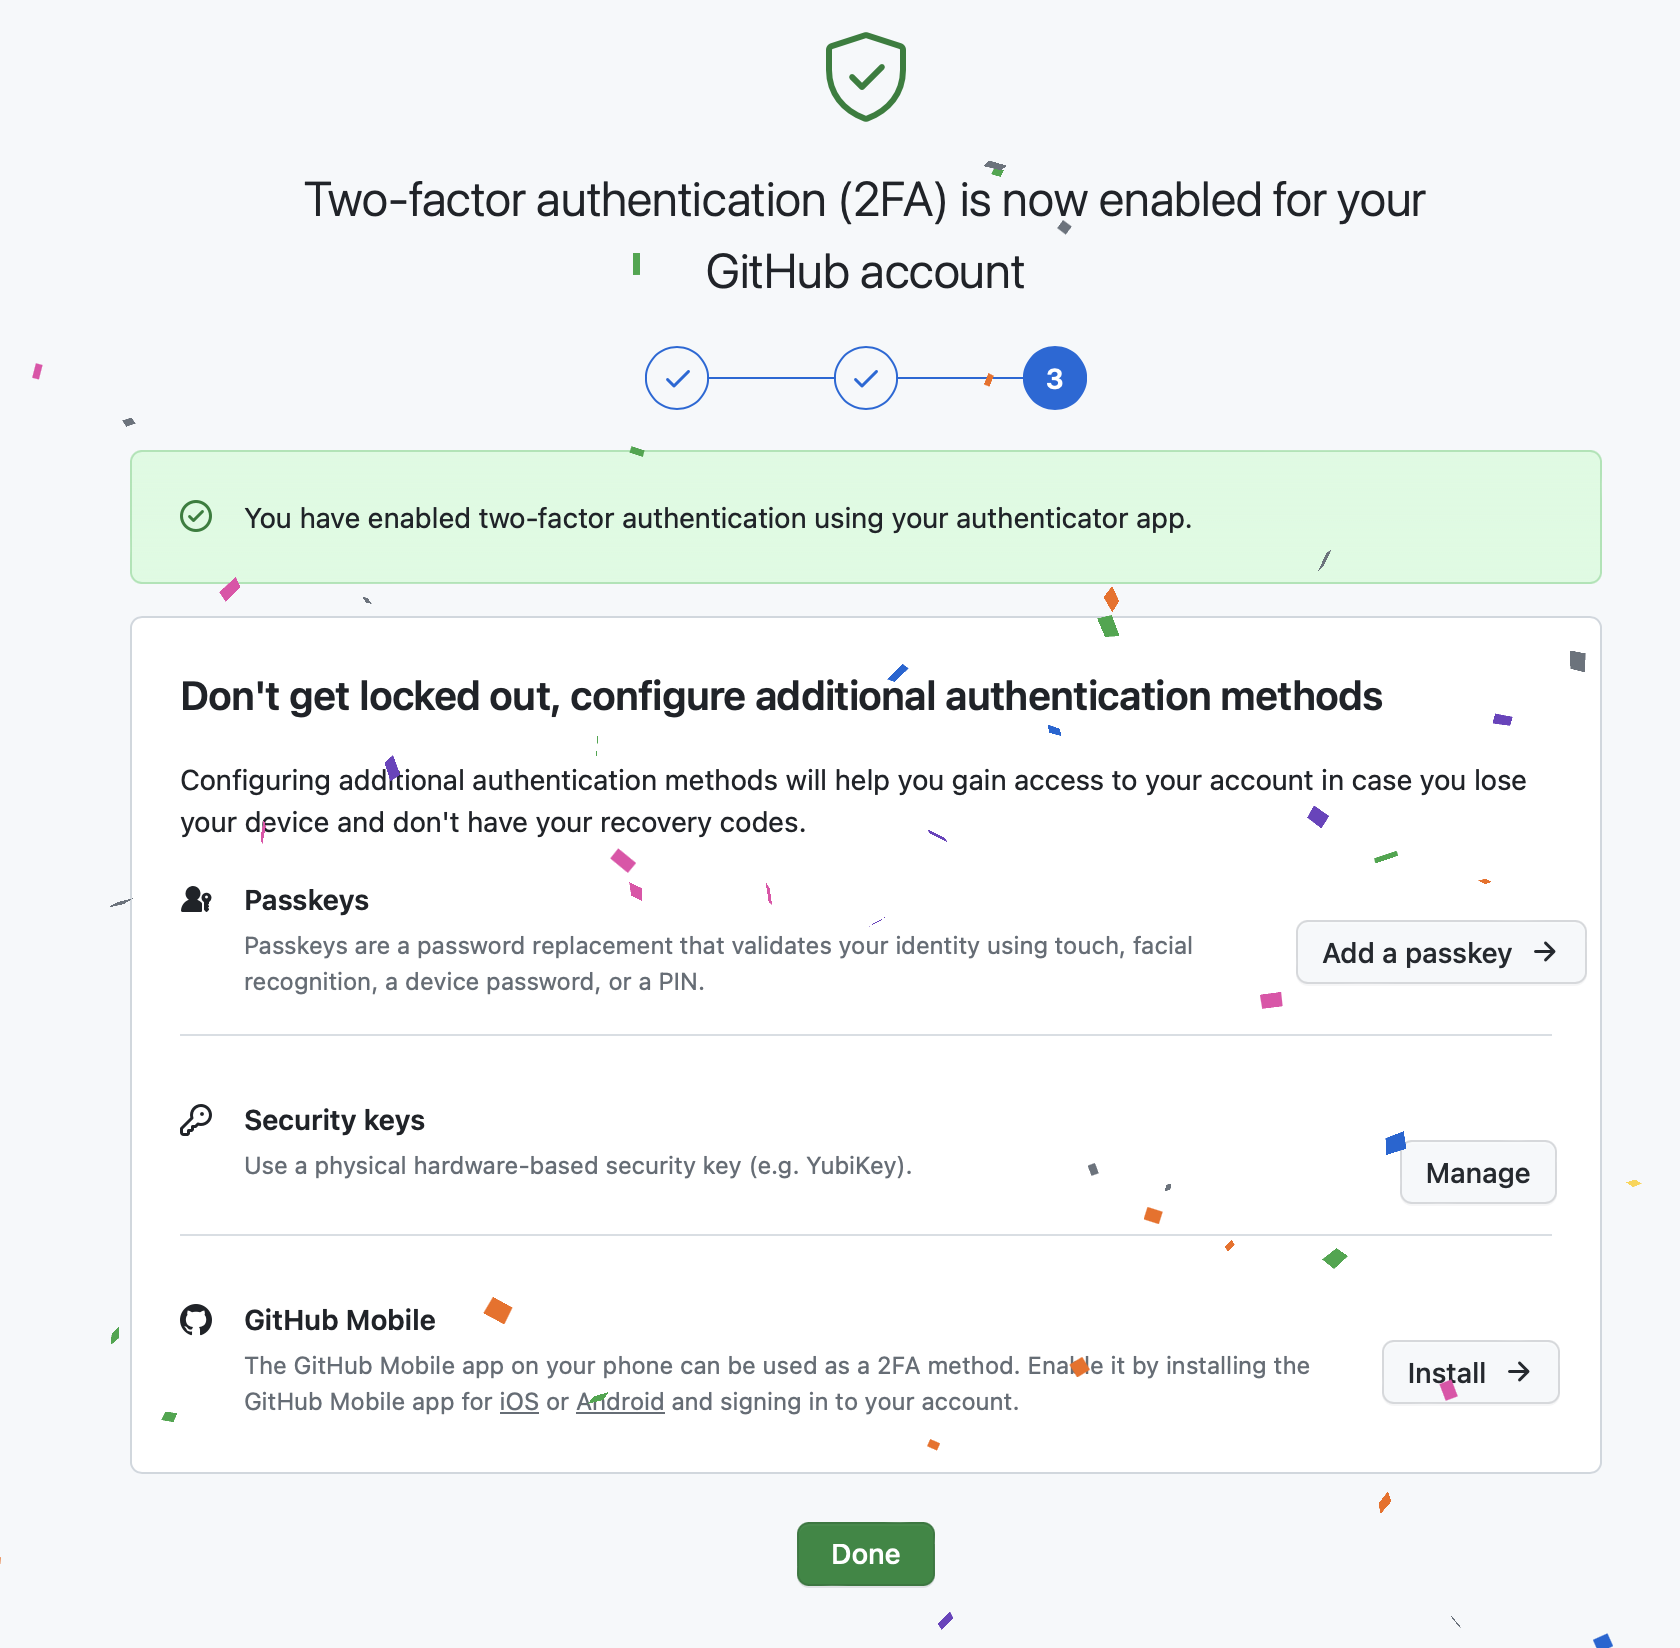 Two-factor authentication (2FA) is now enabled for your
GitHub account
3
You have enabled two-factor authentication using your authenticator app.
Don't get locked out, configure additional authentication methods
Configuring additional authentication methods will help you gain access to your account in case you lose
your device and don't have your recovery codes.
Passkeys
Passkeys are a password replacement that validates your identity using touch, facial
recognition, a device password, or a PIN.
Add a passkey
Security keys
Use a physical hardware-based security key (e.g. YubiKey).
Manage
GitHub Mobile
The GitHub Mobile app on your phone can be used as a 2FA method. Enable it by installing the
GitHub Mobile app for iOS or Android and signing in to your account.
Install
Done